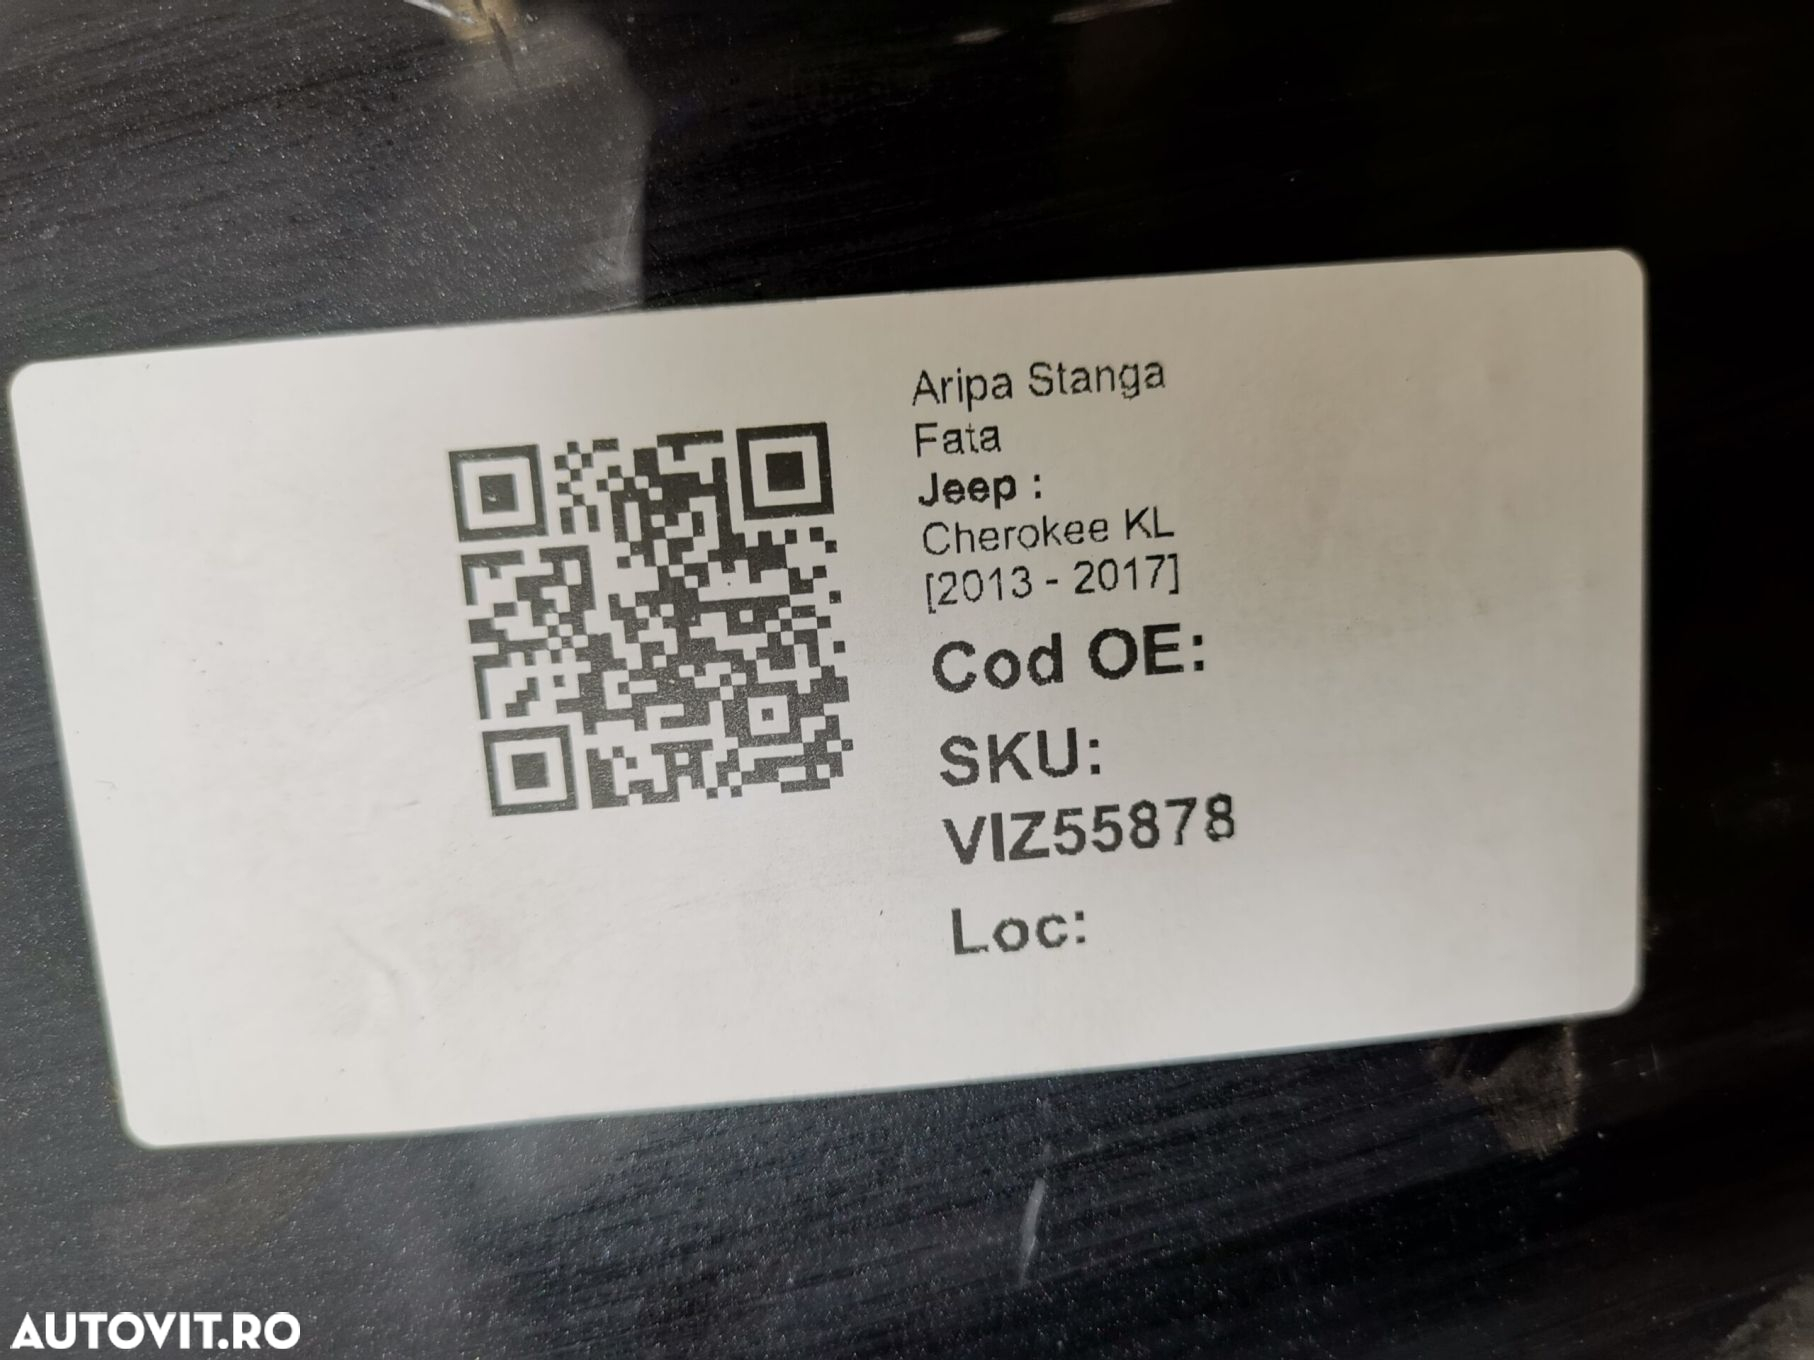 Aripa Stanga
Fata
Jeep :
Cherokee KL
[2013 - 2017]
Cod OE:
SKU:
VIZ55878
Loc:
AUTOVIT.RO